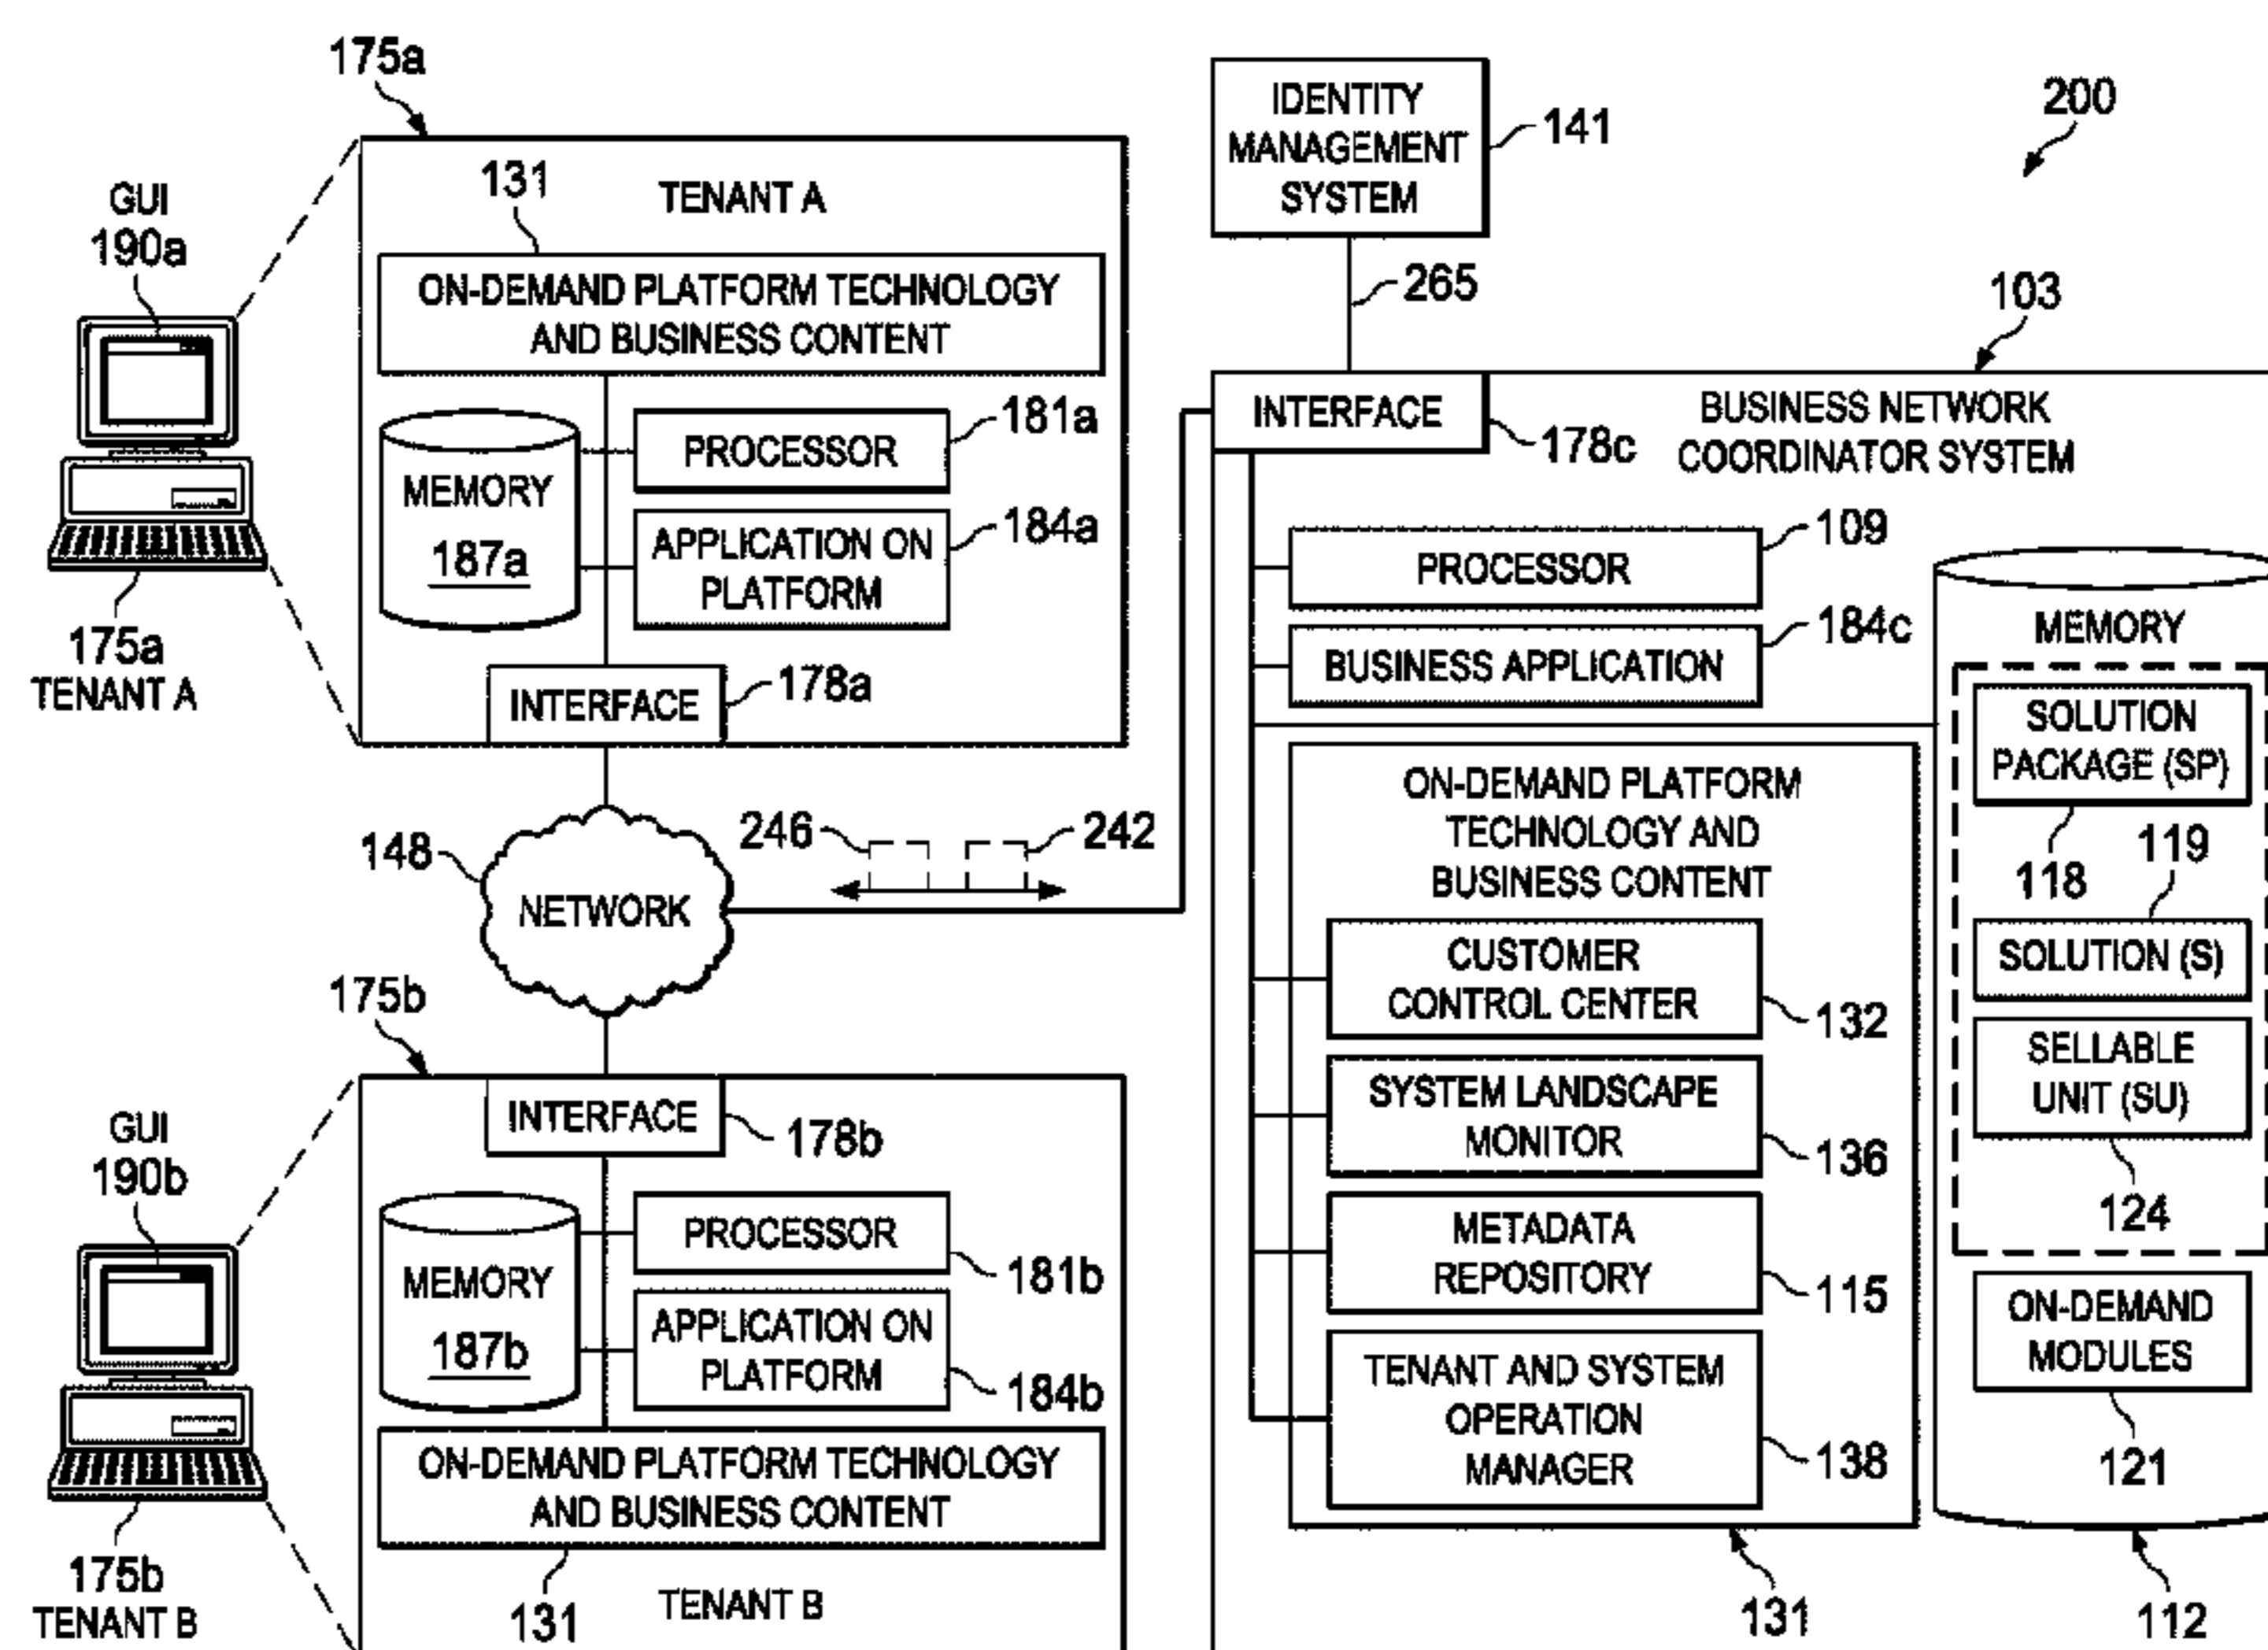 175a
131
TENANT A
GUI
190a
ON-DEMAND PLATFORM TECHNOLOGY
AND BUSINESS CONTENT
PROCESSOR
181a
MEMORY
187a
APPLICATION ON
PLATFORM
184a
175a
TENANT A
INTERFACE
178a
148
NETWORK
246
242
175b
INTERFACE
178b
GUI
190b
PROCESSOR
181b
MEMORY
187b
APPLICATION ON
PLATFORM
184b
ON-DEMAND PLATFORM TECHNOLOGY
AND BUSINESS CONTENT
175b
TENANT B
131
TENANT B
IDENTITY
MANAGEMENT
SYSTEM
141
200
265
103
INTERFACE
178c
BUSINESS NETWORK
COORDINATOR SYSTEM
PROCESSOR
109
BUSINESS APPLICATION
184c
ON-DEMAND PLATFORM
TECHNOLOGY AND
BUSINESS CONTENT
CUSTOMER
CONTROL CENTER
132
SYSTEM LANDSCAPE
MONITOR
136
METADATA
REPOSITORY
115
TENANT AND SYSTEM
OPERATION
MANAGER
138
131
MEMORY
SOLUTION
PACKAGE (SP)
118
119
SOLUTION (S)
SELLABLE
UNIT (SU)
124
ON-DEMAND
MODULES
121
112